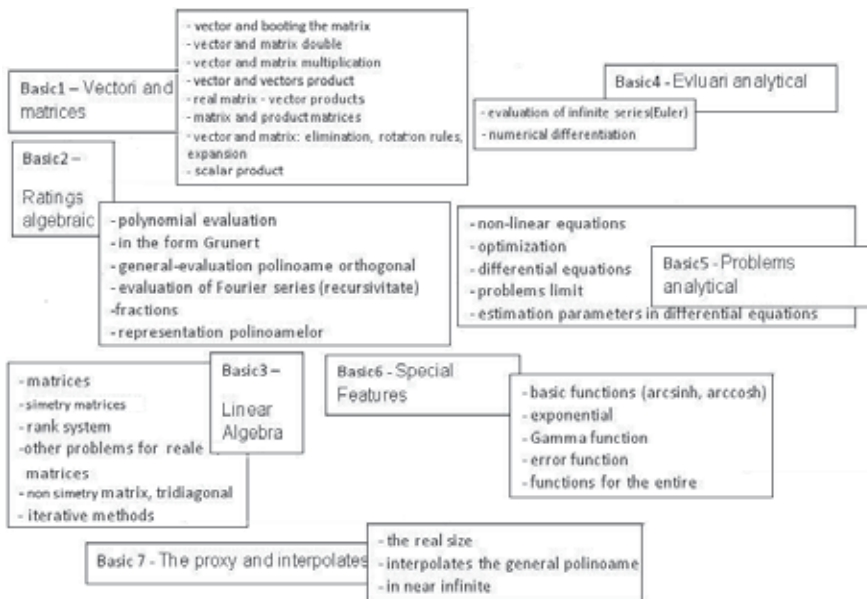 Basic1 – Vectori and
matrices
- vector and booting the matrix
- vector and matrix double
- vector and matrix multiplication
- vector and vectors product
- real matrix - vector products
- matrix and product matrices
- vector and matrix: elimination, rotation rules,
expansion
- scalar product
Basic4 - Evluari analytical
- evaluation of infinite series(Euler)
- numerical differentiation
Basic2 –
Ratings
algebraic
- polynomial evaluation
- in the form Grunert
- general-evaluation polinoame orthogonal
- evaluation of Fourier series (recursivitate)
-fractions
- representation polinoamelor
- non-linear equations
- optimization
- differential equations
- problems limit
- estimation parameters in differential equations
Basic5 - Problems
analytical
- matrices
- simetry matrices
- rank system
-other problems for reale
matrices
- non simetry matrix, tridiagonal
- iterative methods
Basic3 –
Linear
Algebra
Basic6 - Special
Features
- basic functions (arcsinh, arccosh)
- exponential
- Gamma function
- error function
- functions for the entire
Basic 7 - The proxy and interpolates
- the real size
- interpolates the general polinoame
- in near infinite